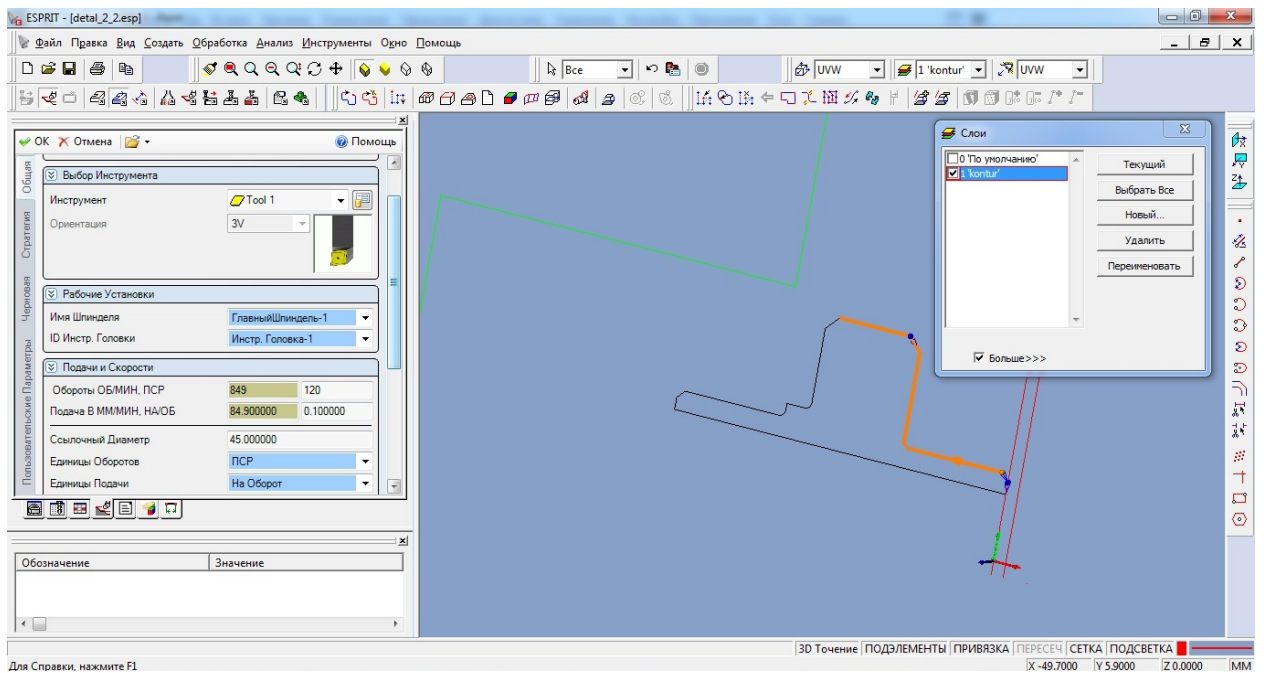 ESPRIT - [detal_2_2.esp]
Файл Правка Вид Создать Обработка Анализ Инструменты Окно Помощь
Все
UVW
1 'kontur'
UVW
OK Отмена Помощь
Общая
Стратегия
Черновая
Пользовательские Параметры
Выбор Инструмента
Инструмент Tool 1
Ориентация 3V
Рабочие Установки
Имя Шпинделя ГлавныйШпиндель-1
ID Инстр. Головки Инстр. Головка-1
Подачи и Скорости
Обороты ОБ/МИН, ПСР 849 120
Подача В ММ/МИН, НА/ОБ 84.900000 0.100000
Ссылочный Диаметр 45.000000
Единицы Оборотов ПСР
Единицы Подачи На Оборот
Обозначение Значение
Слои
0 'По умолчанию'
1 'kontur'
Текущий
Выбрать Все
Новый...
Удалить
Переименовать
Больше>>>
3D Точение ПОДЭЛЕМЕНТЫ ПРИВЯЗКА ПЕРЕСЕЧ СЕТКА ПОДСВЕТКА
Для Справки, нажмите F1
X -49.7000 Y 5.9000 Z 0.0000 ММ